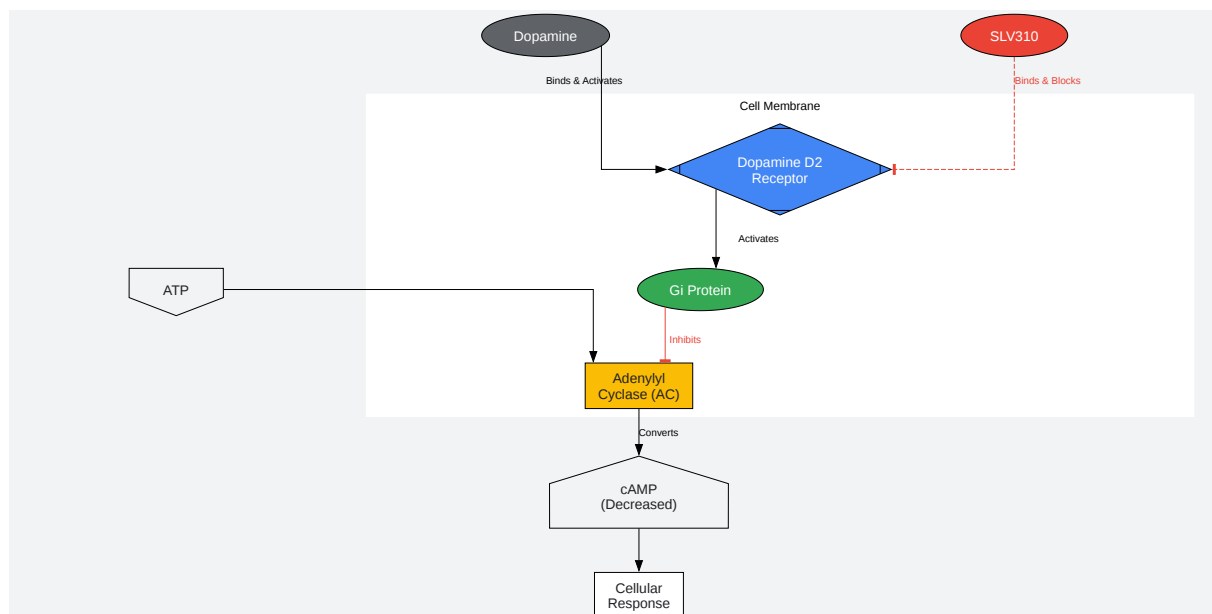 Dopamine
SLV310
Binds & Activates
Binds & Blocks
Cell Membrane
Dopamine D2
Receptor
Activates
ATP
Gi Protein
Inhibits
Adenylyl
Cyclase (AC)
Converts
cAMP
(Decreased)
Cellular
Response